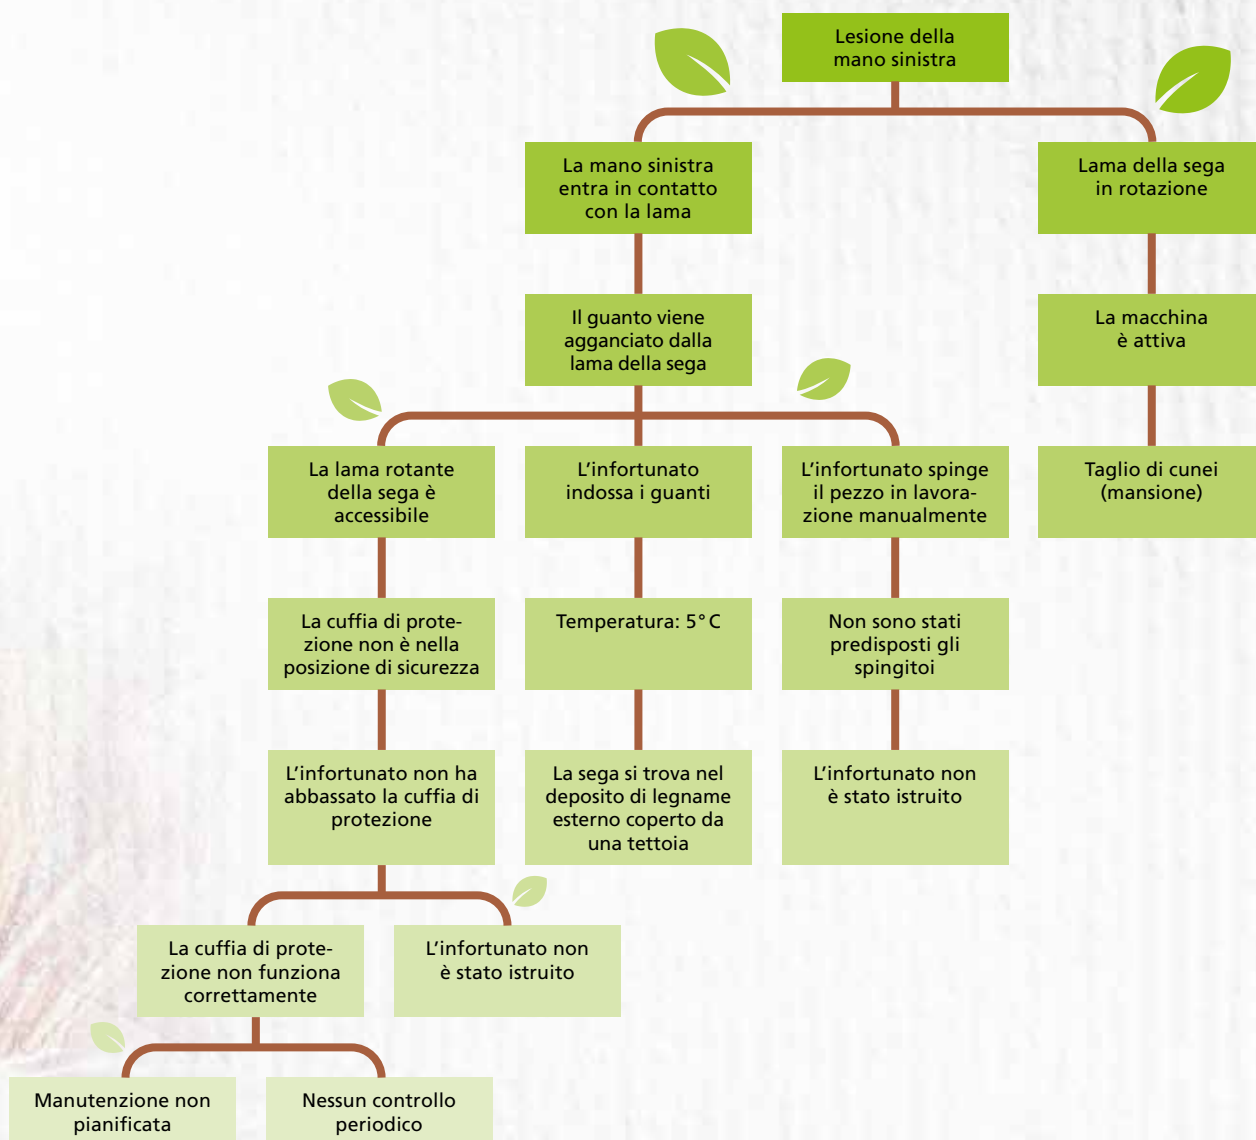 Lesione della
mano sinistra
La mano sinistra
entra in contatto
con la lama
Lama della sega
in rotazione
Il guanto viene
agganciato dalla
lama della sega
La macchina
è attiva
La lama rotante
della sega è
accessibile
L'infortunato
indossa i guanti
L'infortunato spinge
il pezzo in lavora-
zione manualmente
Taglio di cunei
(mansione)
La cuffia di prote-
zione non è nella
posizione di sicurezza
Temperatura: 5° C
Non sono stati
predisposti gli
spingitoi
L'infortunato non ha
abbassato la cuffia di
protezione
La sega si trova nel
deposito di legname
esterno coperto da
una tettoia
L'infortunato non
è stato istruito
La cuffia di prote-
zione non funziona
correttamente
L'infortunato non
è stato istruito
Manutenzione non
pianificata
Nessun controllo
periodico